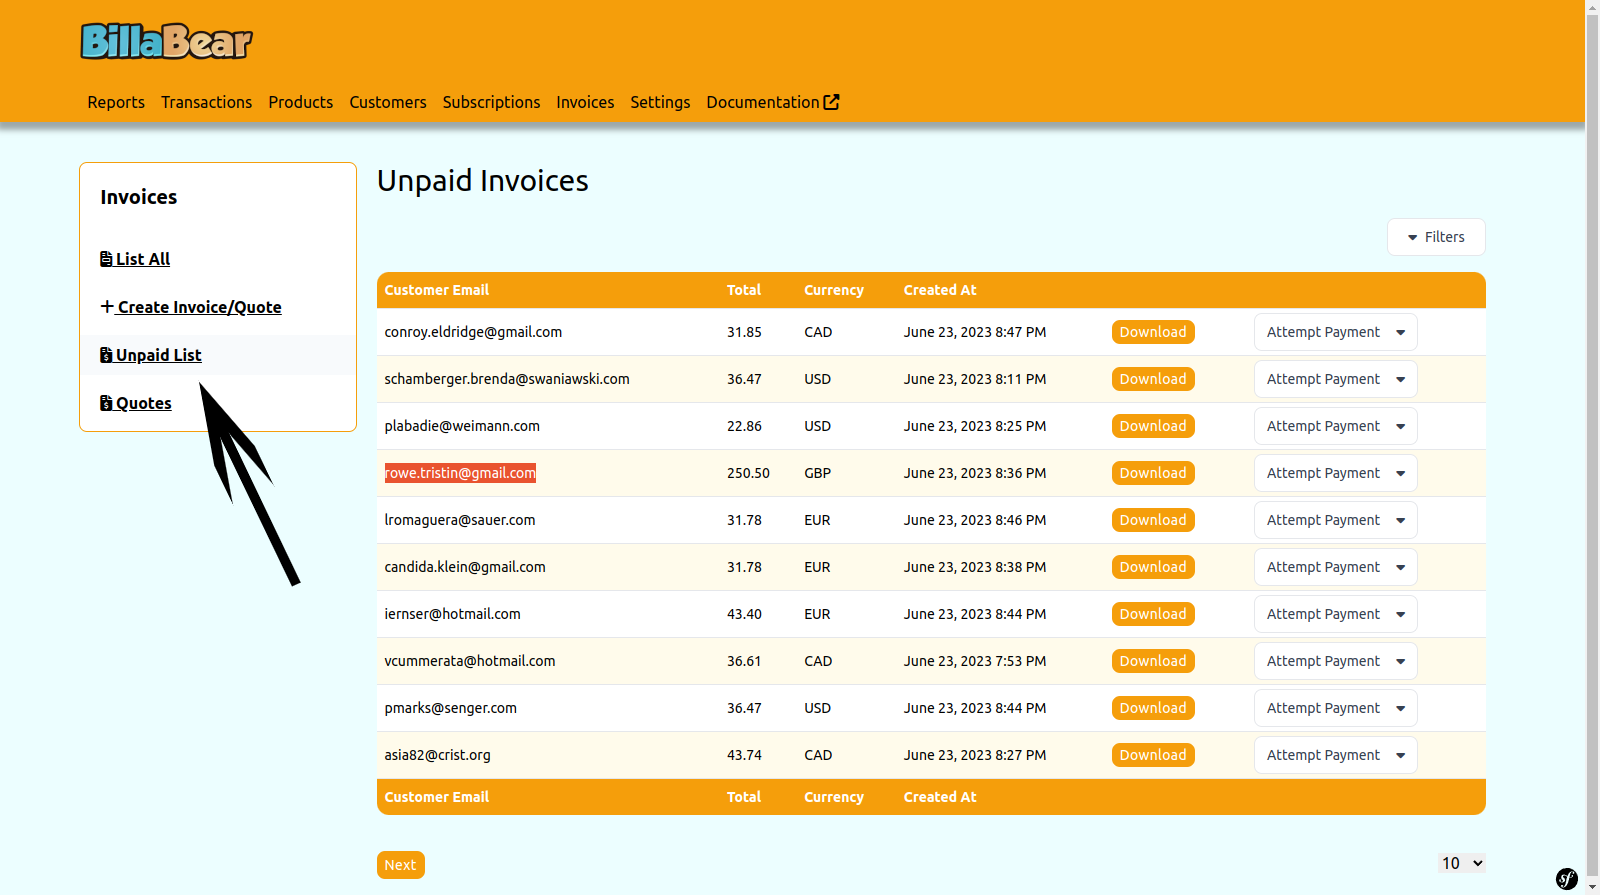 BillaBear
Reports Transactions Products Customers Subscriptions Invoices Settings Documentation
Invoices
List All
Create Invoice/Quote
Unpaid List
Quotes
Unpaid Invoices
Filters
Customer Email Total Currency Created At
conroy.eldridge@gmail.com 31.85 CAD June 23, 2023 8:47 PM Download Attempt Payment
schamberger.brenda@swaniawski.com 36.47 USD June 23, 2023 8:11 PM Download Attempt Payment
plabadie@weimann.com 22.86 USD June 23, 2023 8:25 PM Download Attempt Payment
rowe.tristin@gmail.com 250.50 GBP June 23, 2023 8:36 PM Download Attempt Payment
lromaguera@sauer.com 31.78 EUR June 23, 2023 8:46 PM Download Attempt Payment
candida.klein@gmail.com 31.78 EUR June 23, 2023 8:38 PM Download Attempt Payment
iernser@hotmail.com 43.40 EUR June 23, 2023 8:44 PM Download Attempt Payment
vcummerata@hotmail.com 36.61 CAD June 23, 2023 7:53 PM Download Attempt Payment
pmarks@senger.com 36.47 USD June 23, 2023 8:44 PM Download Attempt Payment
asia82@crist.org 43.74 CAD June 23, 2023 8:27 PM Download Attempt Payment
Customer Email Total Currency Created At
Next 10
sf